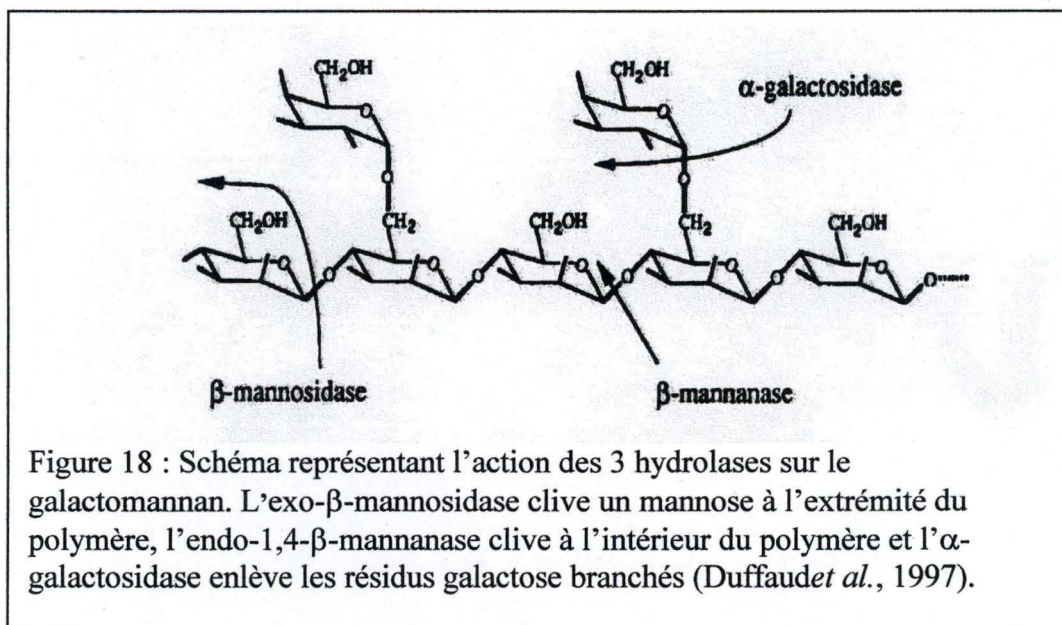 CH₂OH CH₂OH
α-galactosidase
O O
O O
CH₂OH CH₂ CH₂OH CH₂ CH₂OH
O O O O O
O O O O O
β-mannosidase β-mannanase
Figure 18 : Schéma représentant l'action des 3 hydrolases sur le
galactomannan. L'exo-β-mannosidase clive un mannose à l'extrémité du
polymère, l'endo-1,4-β-mannanase clive à l'intérieur du polymère et l'α-
galactosidase enlève les résidus galactose branchés (Duffaudet al., 1997).